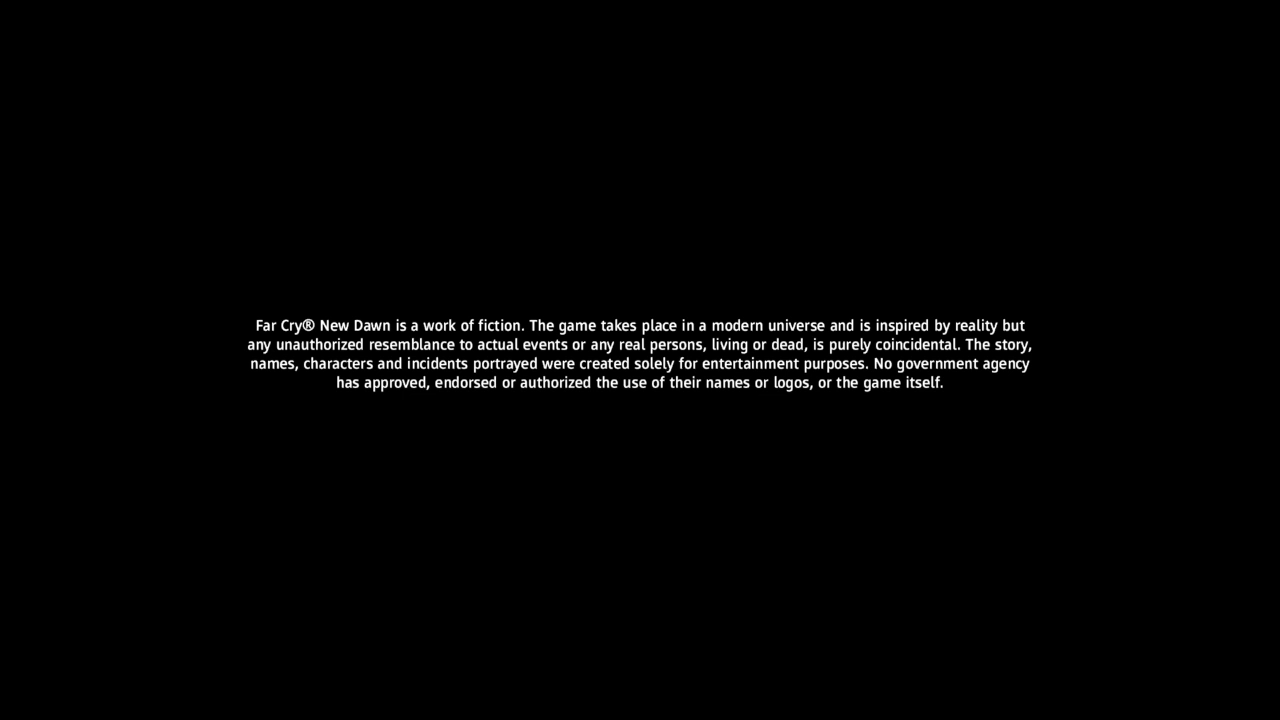 Far Cry® New Dawn is a work of fiction. The game takes place in a modern universe and is inspired by reality but
any unauthorized resemblance to actual events or any real persons, living or dead, is purely coincidental. The story,
names, characters and incidents portrayed were created solely for entertainment purposes. No government agency
has approved, endorsed or authorized the use of their names or logos, or the game itself.